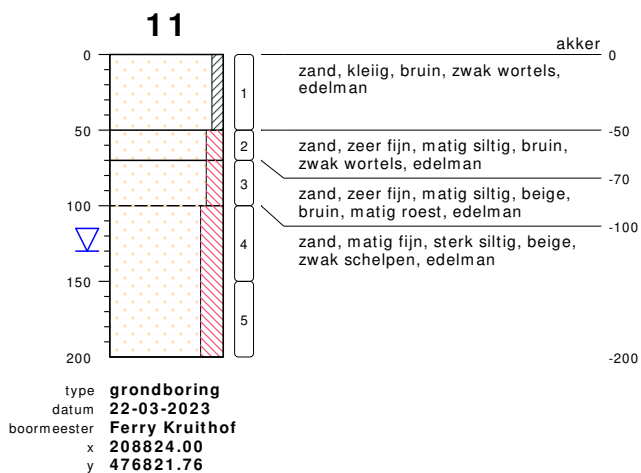 11
akker
0
0
zand, kleiig, bruin, zwak wortels,
edelman
1
50
-50
2
zand, zeer fijn, matig siltig, bruin,
zwak wortels, edelman
-70
3
zand, zeer fijn, matig siltig, beige,
bruin, matig roest, edelman
100
-100
4
zand, matig fijn, sterk siltig, beige,
zwak schelpen, edelman
150
5
200
-200
type grondboring
datum 22-03-2023
boormeester Ferry Kruithof
x 208824.00
y 476821.76